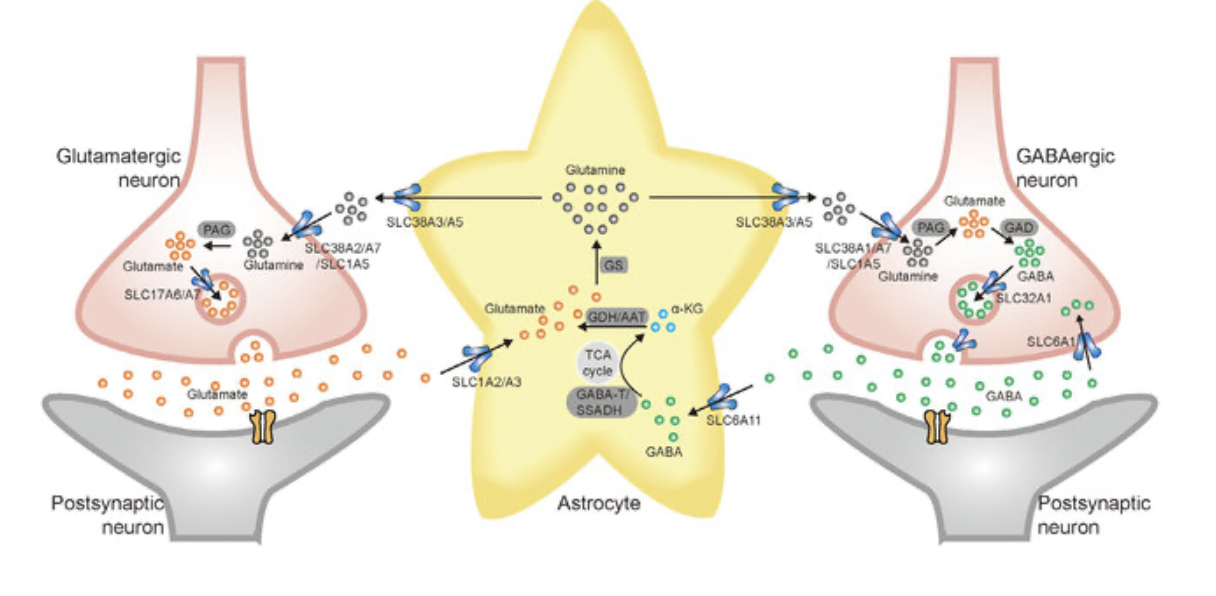 Glutamatergic
neuron
PAG
Glutamate
Glutamine
SLC17A6/A7
SLC38A2/A7
/SLC1A5
SLC38A3/A5
Glutamate
Postsynaptic
neuron
Glutamine
GS
Glutamate
GDH/AAT
α-KG
TCA
cycle
GABA-T/
SSADH
GABA
SLC1A2/A3
SLC6A11
Astrocyte
SLC38A3/A5
SLC38A1/A7
/SLC1A5
GABAergic
neuron
Glutamate
PAG
GAD
Glutamine
GABA
SLC32A1
SLC6A1
GABA
Postsynaptic
neuron